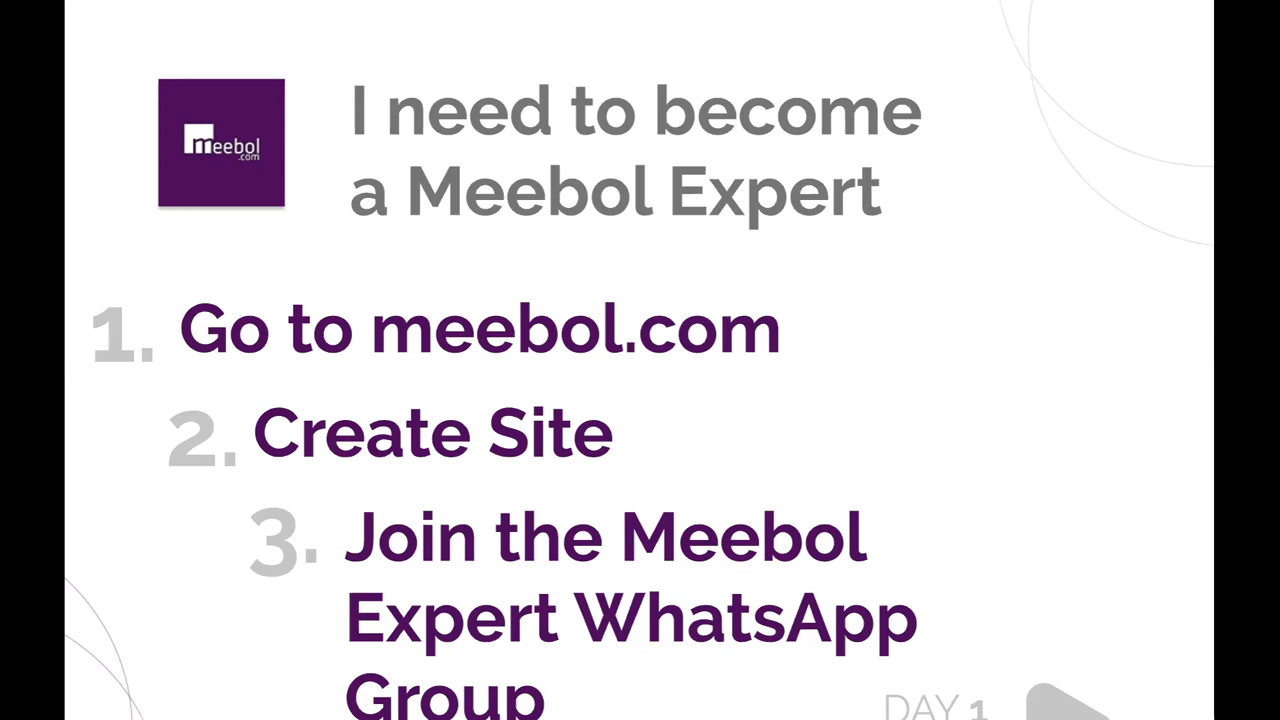 meebol
.com
I need to become
a Meebol Expert
1. Go to meebol.com
2. Create Site
3. Join the Meebol
Expert WhatsApp
Group
DAY 1